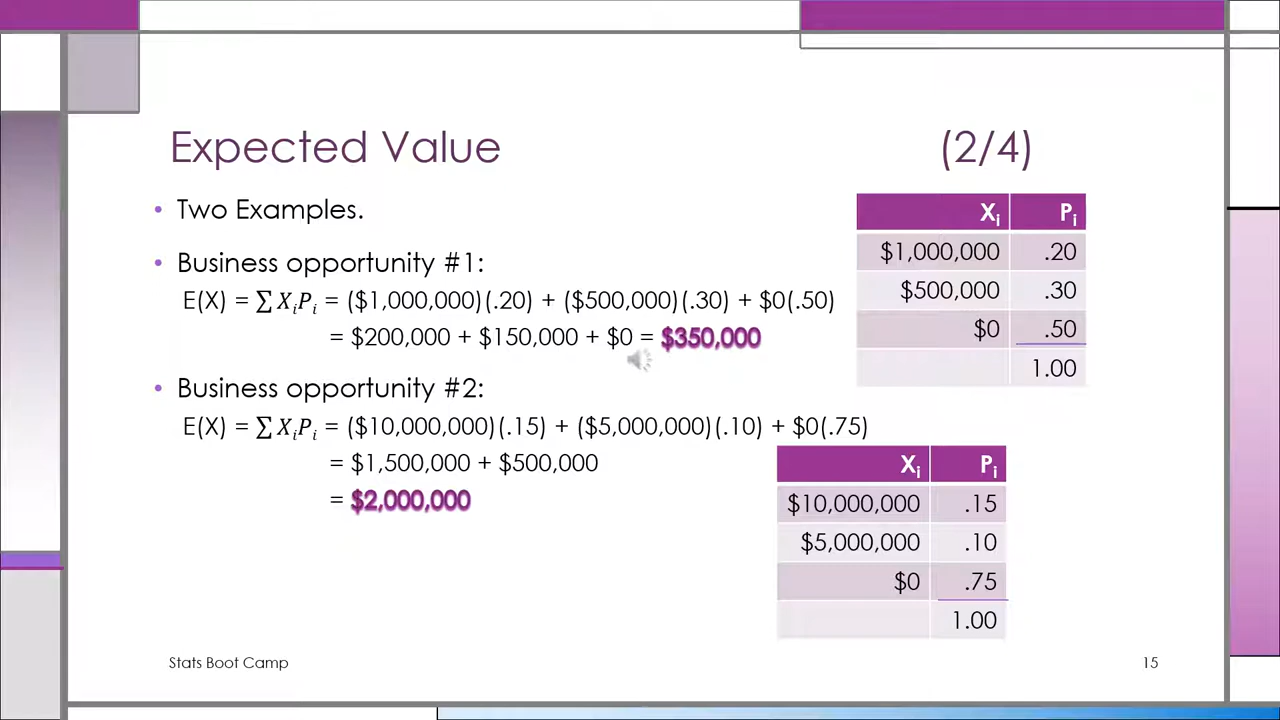 Expected Value (2/4)
• Two Examples.
• Business opportunity #1:
E(X) = ∑ XᵢPᵢ = ($1,000,000)(.20) + ($500,000)(.30) + $0(.50)
= $200,000 + $150,000 + $0 = $350,000
Xᵢ Pᵢ
$1,000,000 .20
$500,000 .30
$0 .50
1.00
• Business opportunity #2:
E(X) = ∑ XᵢPᵢ = ($10,000,000)(.15) + ($5,000,000)(.10) + $0(.75)
= $1,500,000 + $500,000
= $2,000,000
Xᵢ Pᵢ
$10,000,000 .15
$5,000,000 .10
$0 .75
1.00
Stats Boot Camp 15